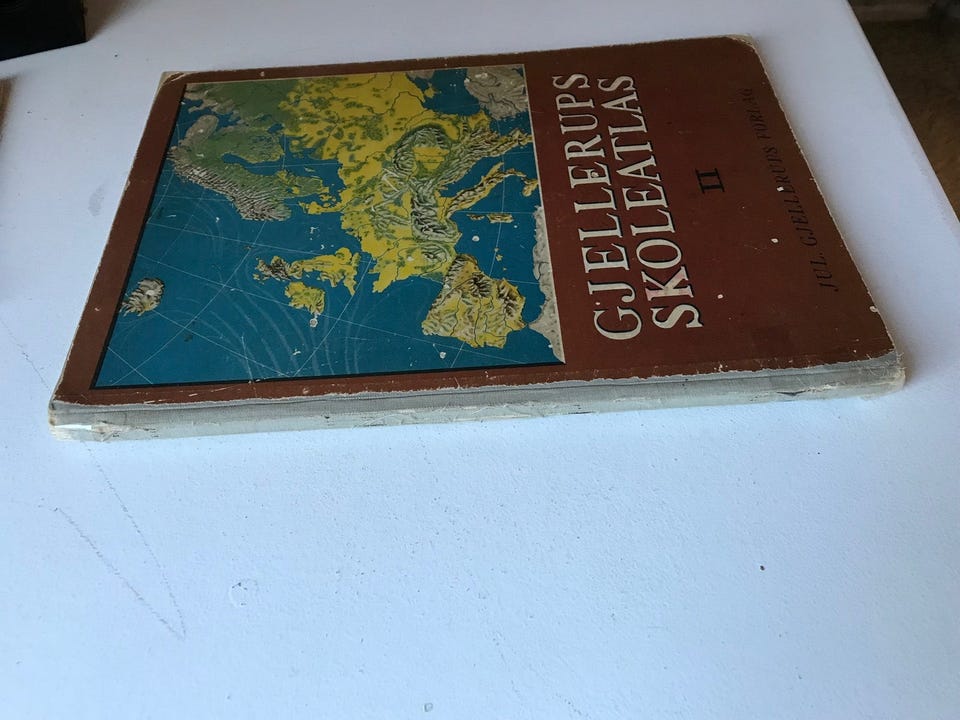 GJELLERUPS
SKOLEATLAS
II
JUL. GJELLERUPS FORLAG